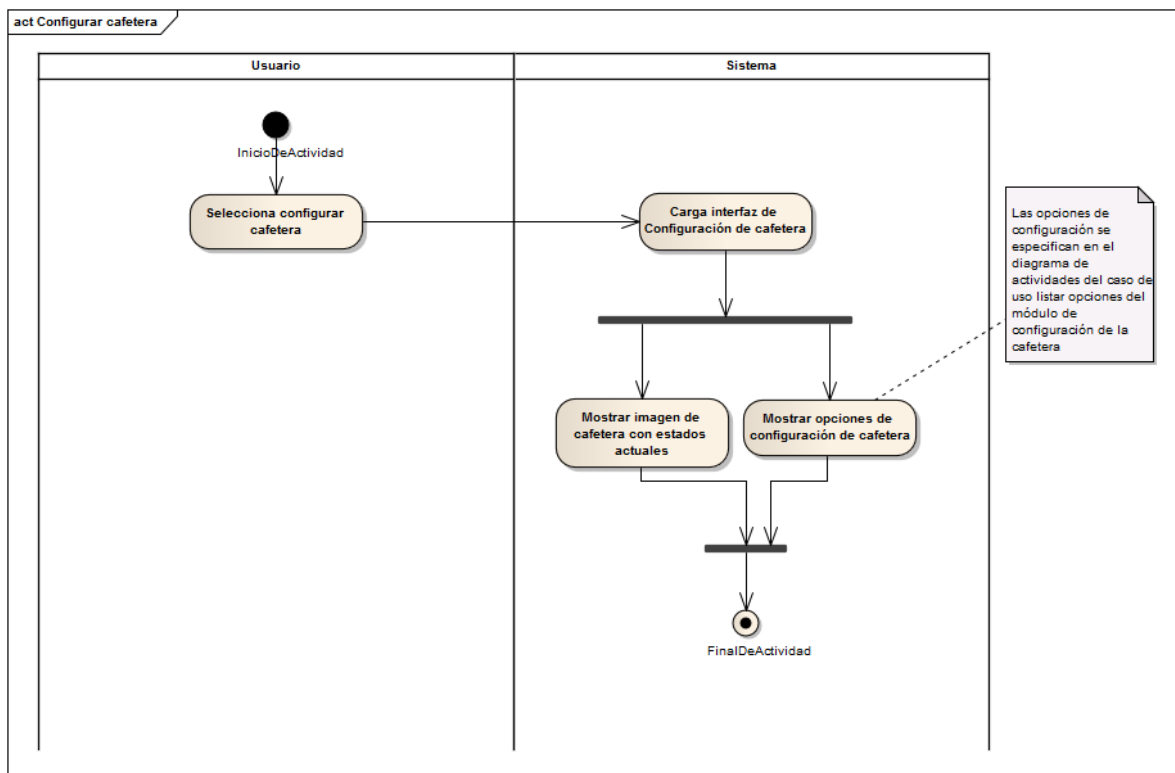 act Configurar cafetera
Usuario
Sistema
InicioDeActividad
Selecciona configurar
cafetera
Carga interfaz de
Configuración de cafetera
Las opciones de
configuración se
especifican en el
diagrama de
actividades del caso de
uso listar opciones del
módulo de
configuración de la
cafetera
Mostrar imagen de
cafetera con estados
actuales
Mostrar opciones de
configuración de cafetera
FinalDeActividad